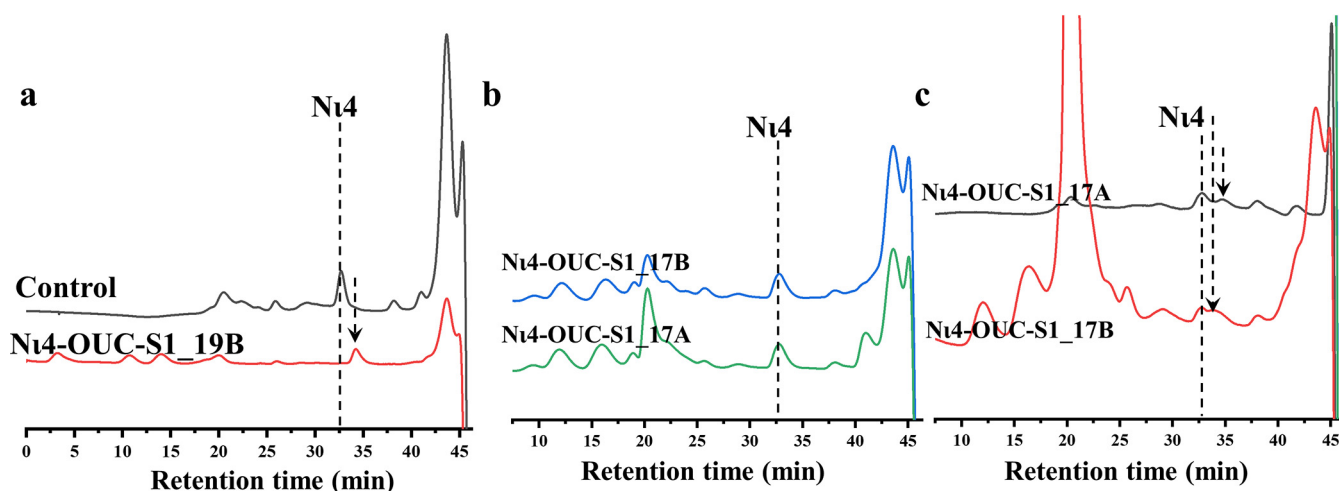 a
Nι4
Control
Nι4-OUC-S1_19B
0 5 10 15 20 25 30 35 40 45
Retention time (min)
b
Nι4
Nι4-OUC-S1_17B
Nι4-OUC-S1_17A
10 15 20 25 30 35 40 45
Retention time (min)
c
Nι4
Nι4-OUC-S1_17A
Nι4-OUC-S1_17B
10 15 20 25 30 35 40 45
Retention time (min)